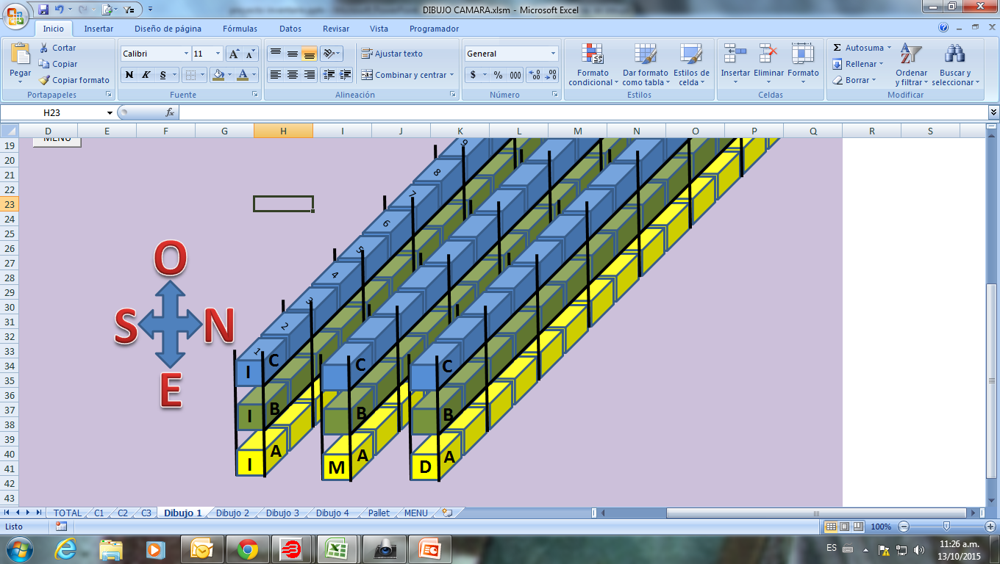 DIBUJO CAMARA.xlsm - Microsoft Excel
Inicio Insertar Diseño de página Fórmulas Datos Revisar Vista Programador
Pegar
Cortar
Copiar
Copiar formato
Portapapeles
Calibri 11
N K S
Fuente
Ajustar texto
Combinar y centrar
Alineación
General
$ % 000
Número
Formato condicional
Dar formato como tabla
Estilos de celda
Estilos
Insertar Eliminar Formato
Celdas
Autosuma
Rellenar
Borrar
Ordenar y filtrar
Buscar y seleccionar
Modificar
H23 fx
D E F G H I J K L M N O P Q R S
MENU
19
20
21
22
23
24
25
26
27
28
29
30
31
32
33
34
35
36
37
38
39
40
41
42
43
O
S N
E
9
8
7
6
5
4
3
2
1
I C C C
I B B B
I A M A D A
TOTAL C1 C2 C3 Dibujo 1 Dibujo 2 Dibujo 3 Dibujo 4 Pallet MENU
Listo 100%
ES 11:26 a.m.
13/10/2015